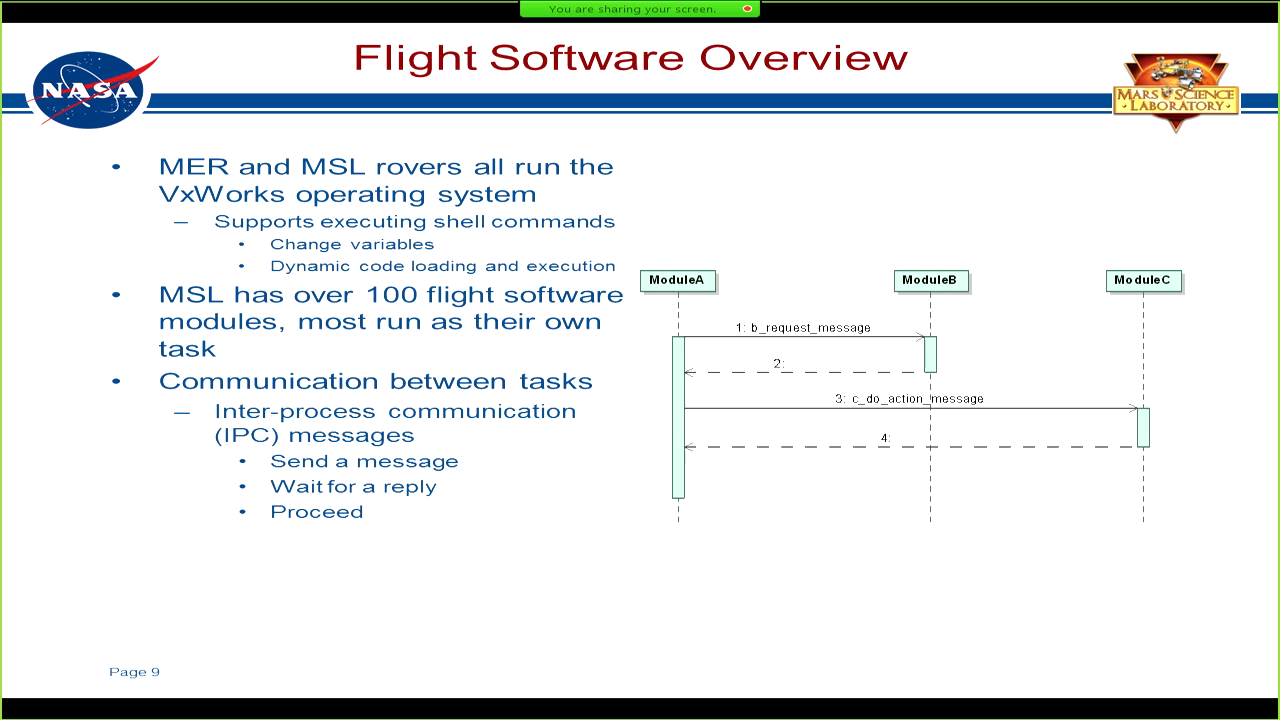 You are sharing your screen.
Flight Software Overview
NASA
MARS SCIENCE
LABORATORY
• MER and MSL rovers all run the
VxWorks operating system
– Supports executing shell commands
• Change variables
• Dynamic code loading and execution
• MSL has over 100 flight software
modules, most run as their own
task
• Communication between tasks
– Inter-process communication
(IPC) messages
• Send a message
• Wait for a reply
• Proceed
ModuleA
ModuleB
ModuleC
1: b_request_message
2:
3: c_do_action_message
4:
Page 9